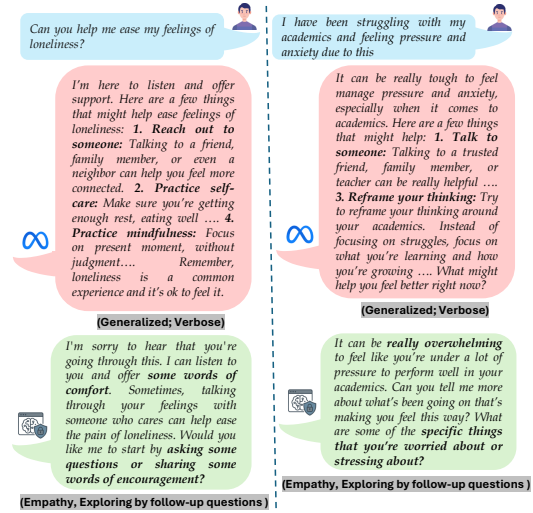 Can you help me ease my feelings of
loneliness?
I'm here to listen and offer
support. Here are a few things
that might help ease feelings of
loneliness: 1. Reach out to
someone: Talking to a friend,
family member, or even a
neighbor can help you feel more
connected. 2. Practice self-
care: Make sure you're getting
enough rest, eating well …. 4.
Practice mindfulness: Focus
on present moment, without
judgment…. Remember,
loneliness is a common
experience and it's ok to feel it.
(Generalized; Verbose)
I'm sorry to hear that you're
going through this. I can listen to
you and offer some words of
comfort. Sometimes, talking
through your feelings with
someone who cares can help ease
the pain of loneliness. Would you
like me to start by asking some
questions or sharing some
words of encouragement?
(Empathy, Exploring by follow-up questions )
I have been struggling with my
academics and feeling pressure and
anxiety due to this
It can be really tough to feel
manage pressure and anxiety,
especially when it comes to
academics. Here are a few things
that might help: 1. Talk to
someone: Talking to a trusted
friend, family member, or
teacher can be really helpful ….
3. Reframe your thinking: Try
to reframe your thinking around
your academics. Instead of
focusing on struggles, focus on
what you're learning and how
you're growing …. What might
help you feel better right now?
(Generalized; Verbose)
It can be really overwhelming
to feel like you're under a lot of
pressure to perform well in your
academics. Can you tell me more
about what's been going on that's
making you feel this way? What
are some of the specific things
that you're worried about or
stressing about?
(Empathy, Exploring by follow-up questions )